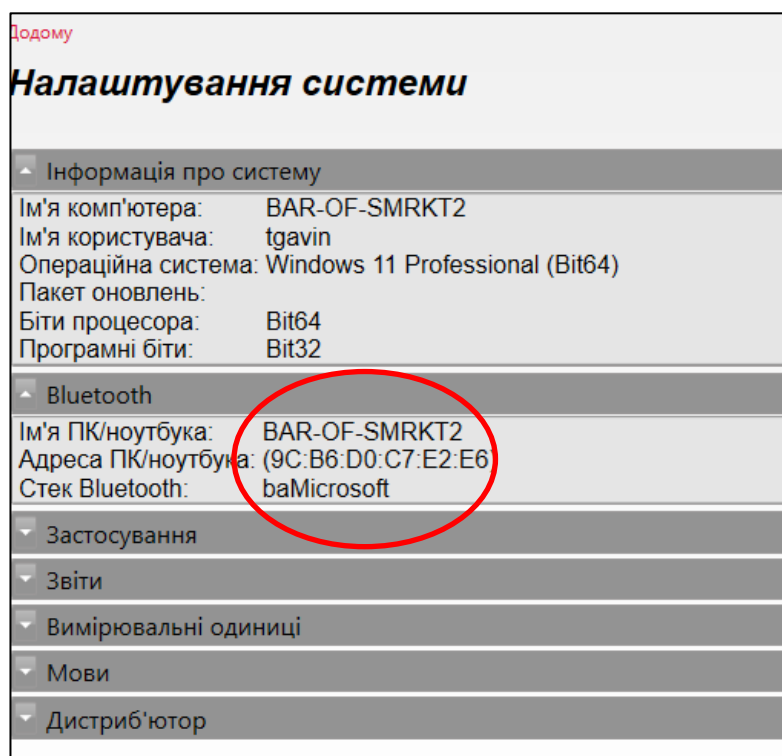 Додому
Налаштування системи
Інформація про систему
Ім'я комп'ютера: BAR-OF-SMRKT2
Ім'я користувача: tgavin
Операційна система: Windows 11 Professional (Bit64)
Пакет оновлень:
Біти процесора: Bit64
Програмні біти: Bit32
Bluetooth
Ім'я ПК/ноутбука: BAR-OF-SMRKT2
Адреса ПК/ноутбука: (9C:B6:D0:C7:E2:E6)
Стек Bluetooth: baMicrosoft
Застосування
Звіти
Вимірювальні одиниці
Мови
Дистриб'ютор